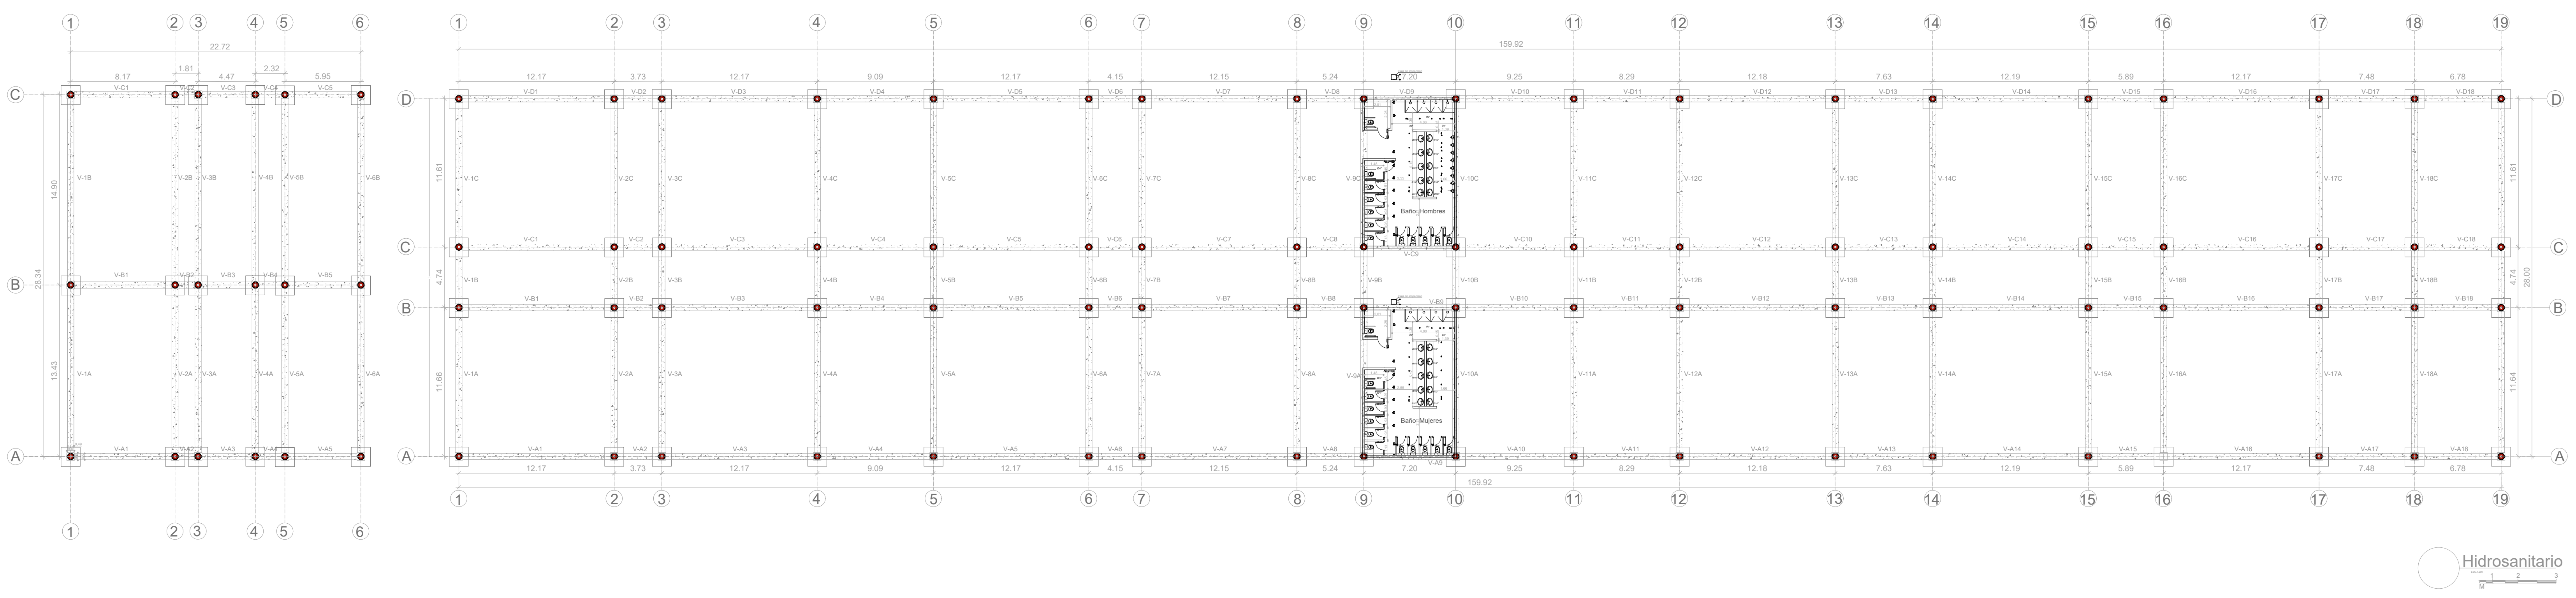 1 2 3 4 5 6
22.72
1.81 2.32
8.17 4.47 5.95
C V-C1 V-C2 V-C3 V-C4 V-C5
V-1B V-2B V-3B V-4B V-5B V-6B
14.90
28.34
B V-B1 V-B2 V-B3 V-B4 V-B5
13.43
V-1A V-2A V-3A V-4A V-5A V-6A
A V-A1 V-A2 V-A3 V-A4 V-A5
1 2 3 4 5 6
1 2 3 4 5 6 7 8 9 10 11 12 13 14 15 16 17 18 19
159.92
12.17 3.73 12.17 9.09 12.17 4.15 12.15 5.24 7.20 9.25 8.29 12.18 7.63 12.19 5.89 12.17 7.48 6.78
V-D1 V-D2 V-D3 V-D4 V-D5 V-D6 V-D7 V-D8 V-D9 V-D10 V-D11 V-D12 V-D13 V-D14 V-D15 V-D16 V-D17 V-D18
D D
11.61 11.61
V-1C V-2C V-3C V-4C V-5C V-6C V-7C V-8C V-9C V-10C V-11C V-12C V-13C V-14C V-15C V-16C V-17C V-18C
Baño Hombres
V-C1 V-C2 V-C3 V-C4 V-C5 V-C6 V-C7 V-C8 V-C10 V-C11 V-C12 V-C13 V-C14 V-C15 V-C16 V-C17 V-C18
C C
V-C9
4.74 4.74
28.00
V-1B V-2B V-3B V-4B V-5B V-6B V-7B V-8B V-9B V-10B V-11B V-12B V-13B V-14B V-15B V-16B V-17B V-18B
V-B1 V-B2 V-B3 V-B4 V-B5 V-B6 V-B7 V-B8 V-B9 V-B10 V-B11 V-B12 V-B13 V-B14 V-B15 V-B16 V-B17 V-B18
B B
11.66 11.64
V-1A V-2A V-3A V-4A V-5A V-6A V-7A V-8A V-9A V-10A V-11A V-12A V-13A V-14A V-15A V-16A V-17A V-18A
Baño Mujeres
V-A1 V-A2 V-A3 V-A4 V-A5 V-A6 V-A7 V-A8 V-A9 V-A10 V-A11 V-A12 V-A13 V-A14 V-A15 V-A16 V-A17 V-A18
A A
12.17 3.73 12.17 9.09 12.17 4.15 12.15 5.24 7.20 9.25 8.29 12.18 7.63 12.19 5.89 12.17 7.48 6.78
159.92
1 2 3 4 5 6 7 8 9 10 11 12 13 14 15 16 17 18 19
Hidrosanitario
1 2 3
M